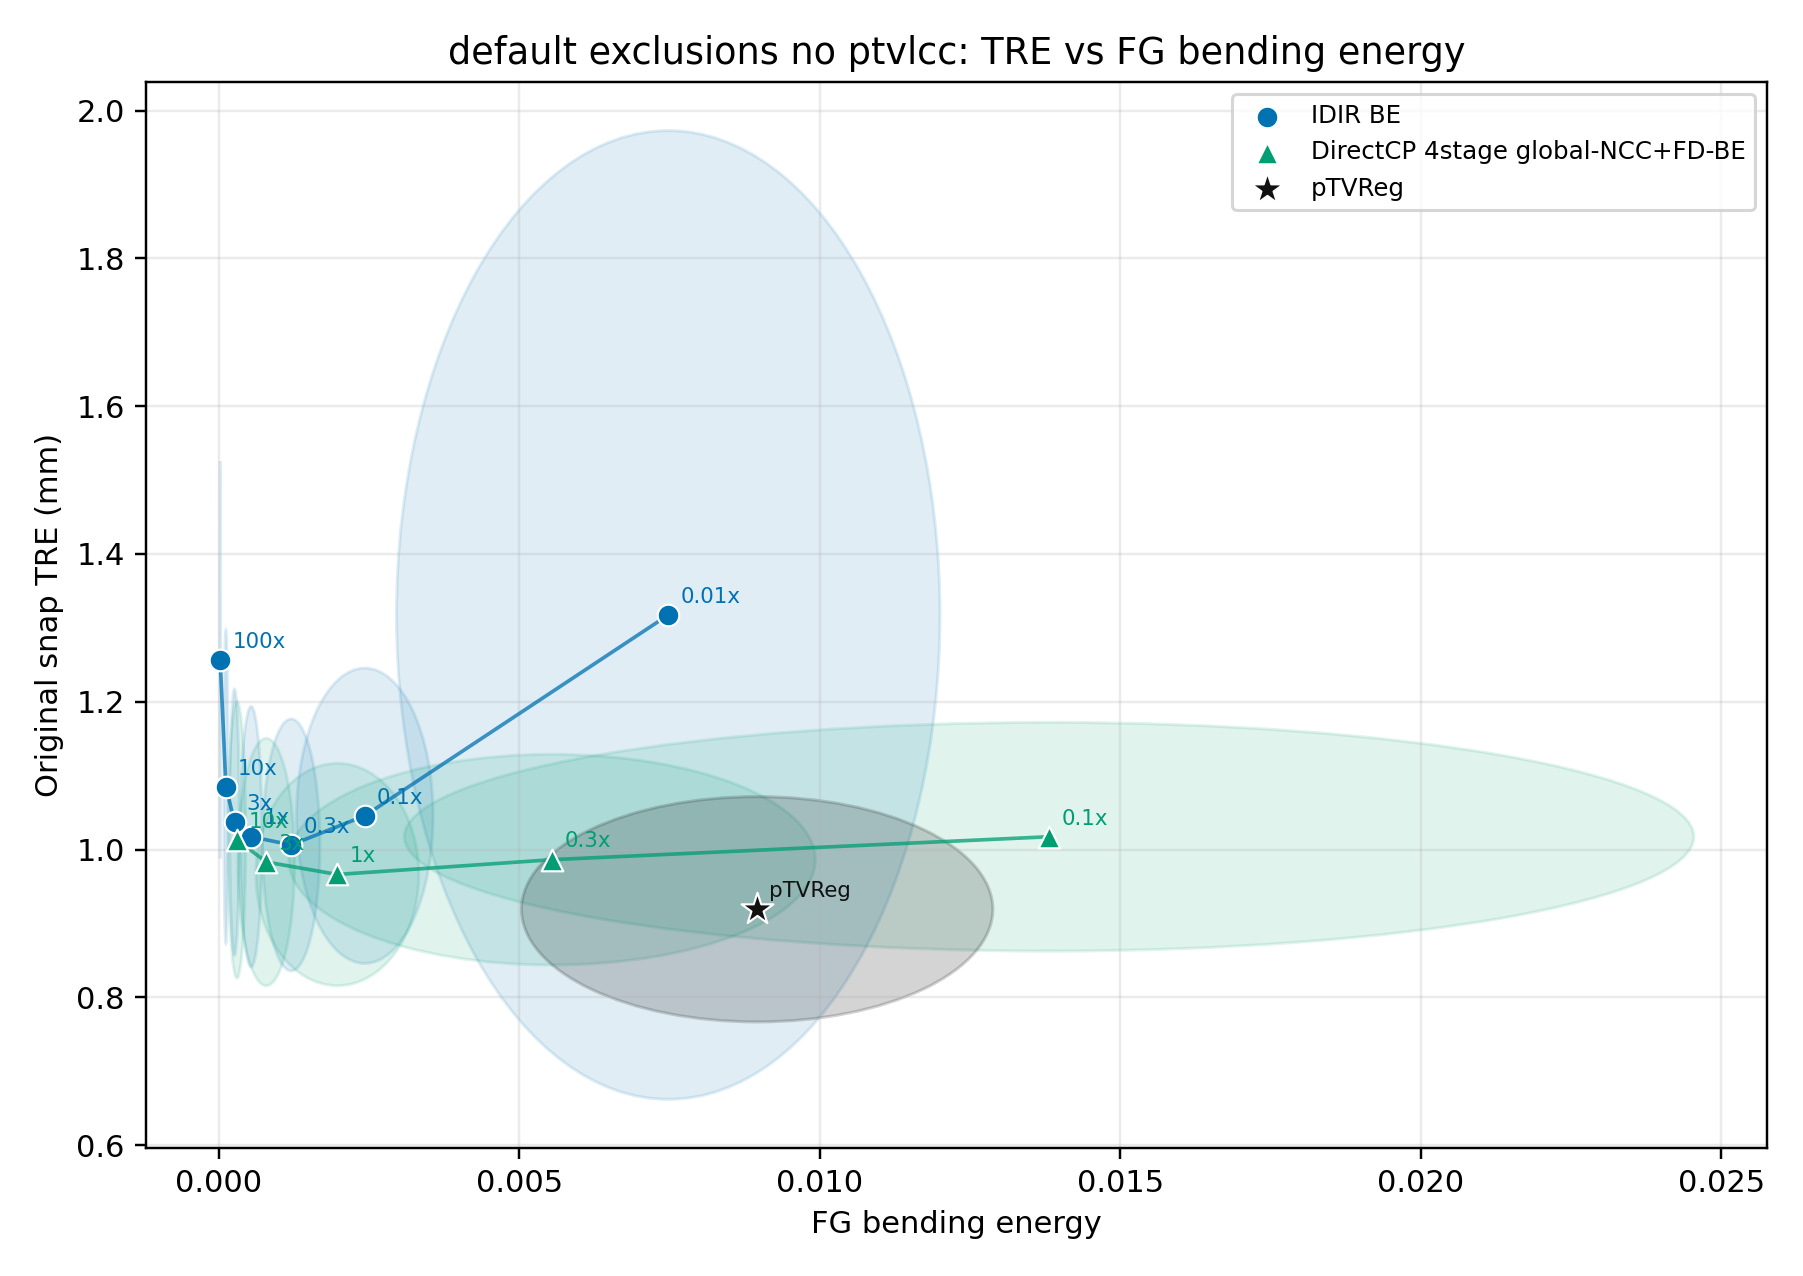 default exclusions no ptvlcc: TRE vs FG bending energy
IDIR BE
DirectCP 4stage global-NCC+FD-BE
pTVReg
Original snap TRE (mm)
2.0
1.8
1.6
1.4
1.2
1.0
0.8
0.6
0.01x
100x
10x
3x
1x
0.3x
0.1x
10x
3x
1x
0.3x
0.1x
pTVReg
0.000
0.005
0.010
0.015
0.020
0.025
FG bending energy